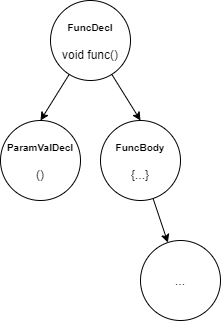 FuncDecl
void func()
ParamValDecl
()
FuncBody
{...}
...